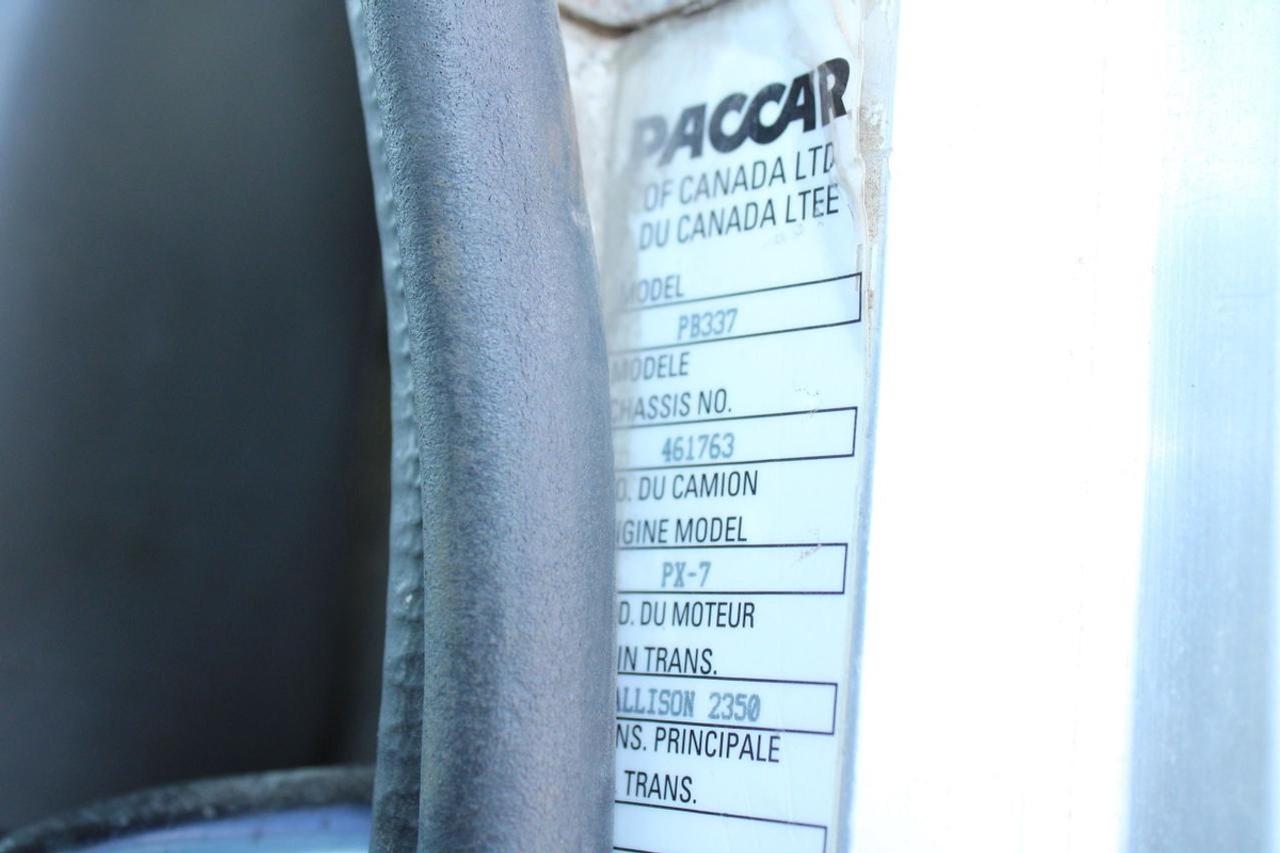 PACCAR
OF CANADA LTD
DU CANADA LTEE
MODEL
PB337
MODELE
CHASSIS NO.
461763
O. DU CAMION
NGINE MODEL
PX-7
D. DU MOTEUR
IN TRANS.
ALLISON 2350
NS. PRINCIPALE
TRANS.